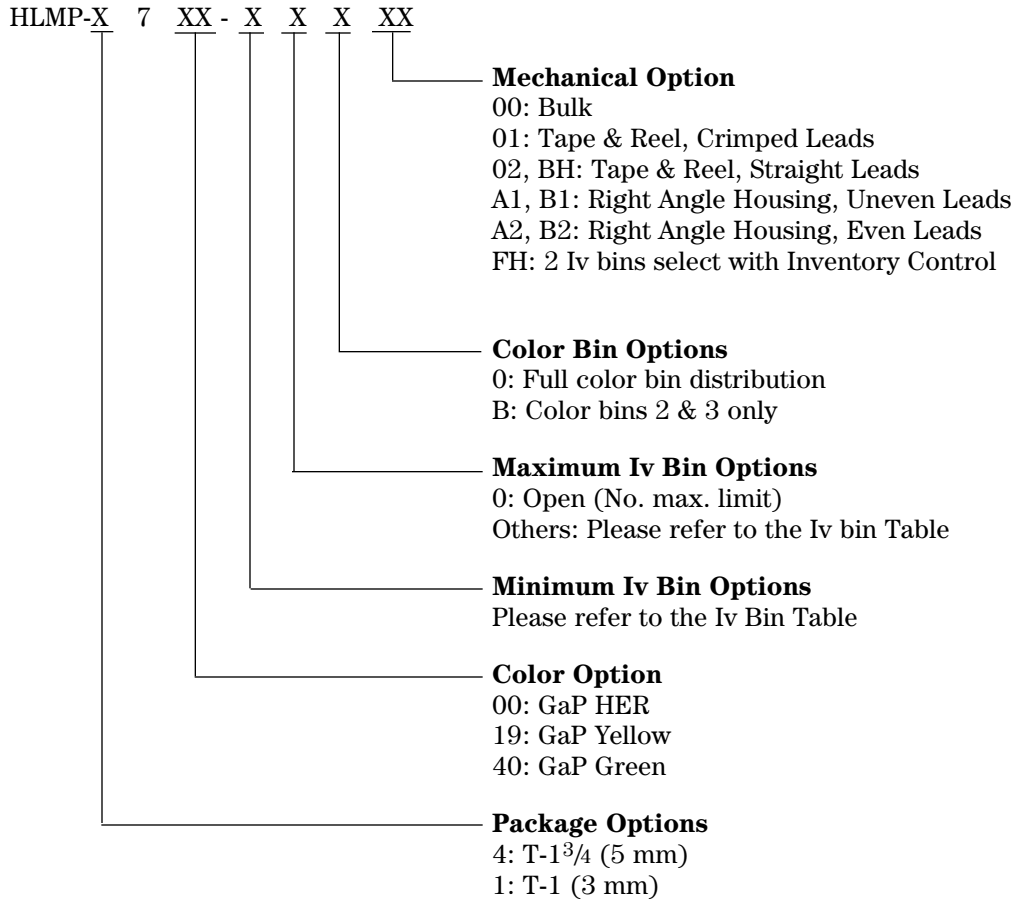 HLMP-X 7 XX - X X X XX
Mechanical Option
00: Bulk
01: Tape & Reel, Crimped Leads
02, BH: Tape & Reel, Straight Leads
A1, B1: Right Angle Housing, Uneven Leads
A2, B2: Right Angle Housing, Even Leads
FH: 2 Iv bins select with Inventory Control
Color Bin Options
0: Full color bin distribution
B: Color bins 2 & 3 only
Maximum Iv Bin Options
0: Open (No. max. limit)
Others: Please refer to the Iv bin Table
Minimum Iv Bin Options
Please refer to the Iv Bin Table
Color Option
00: GaP HER
19: GaP Yellow
40: GaP Green
Package Options
4: T-1 3/4 (5 mm)
1: T-1 (3 mm)